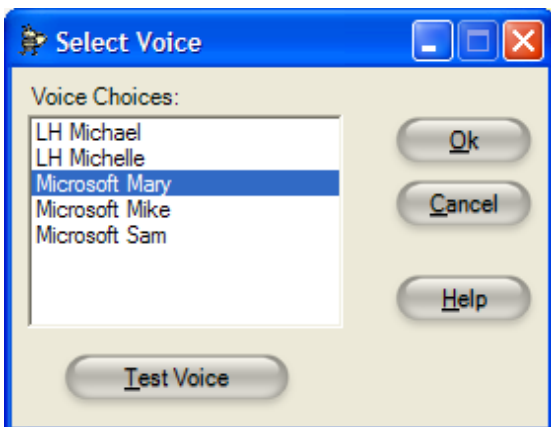 Select Voice
Voice Choices:
LH Michael
LH Michelle
Microsoft Mary
Microsoft Mike
Microsoft Sam
Ok
Cancel
Help
Test Voice